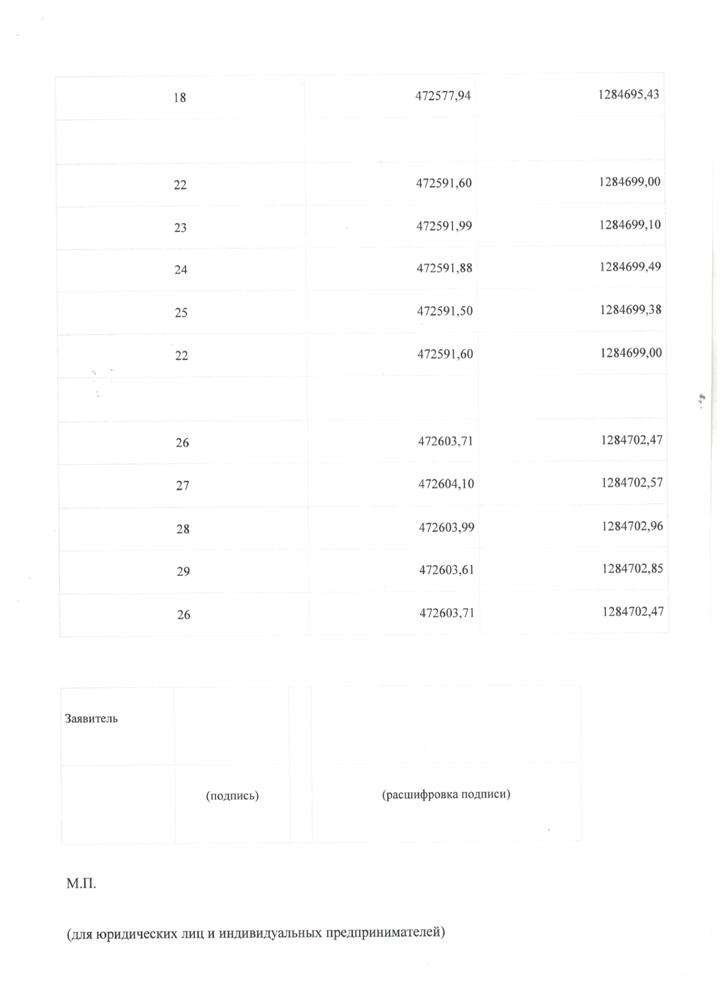 18 472577,94 1284695,43
22 472591,60 1284699,00
23 472591,99 1284699,10
24 472591,88 1284699,49
25 472591,50 1284699,38
22 472591,60 1284699,00
26 472603,71 1284702,47
27 472604,10 1284702,57
28 472603,99 1284702,96
29 472603,61 1284702,85
26 472603,71 1284702,47
Заявитель
(подпись) (расшифровка подписи)
М.П.
(для юридических лиц и индивидуальных предпринимателей)